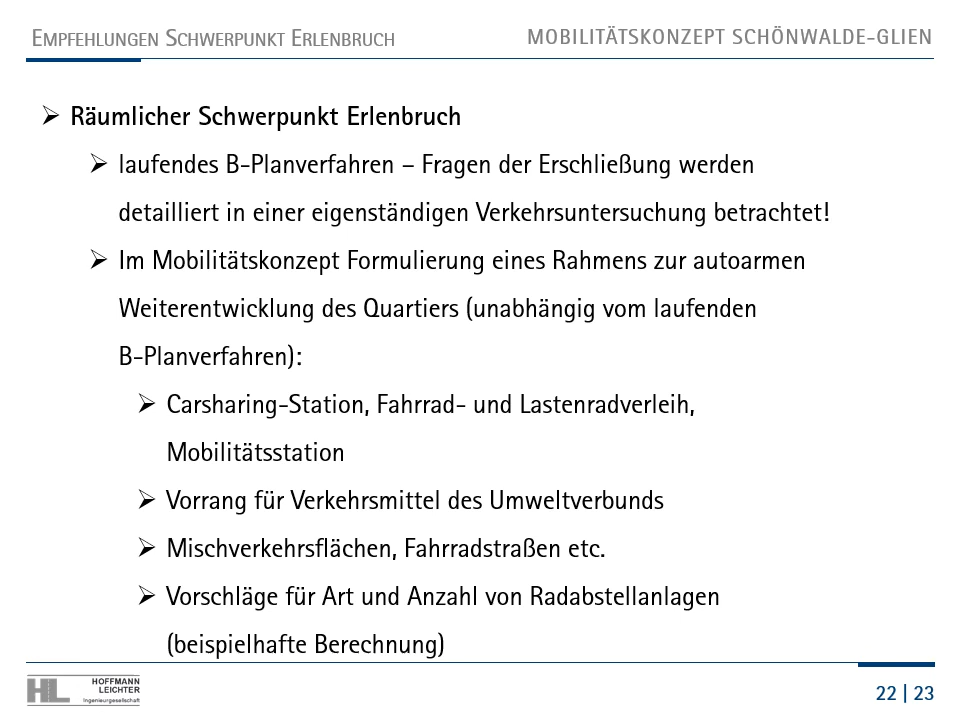 EMPFEHLUNGEN SCHWERPUNKT ERLENBRUCH
MOBILITÄTSKONZEPT SCHÖNWALDE-GLIEN
➢ Räumlicher Schwerpunkt Erlenbruch
➢ laufendes B-Planverfahren – Fragen der Erschließung werden
detailliert in einer eigenständigen Verkehrsuntersuchung betrachtet!
➢ Im Mobilitätskonzept Formulierung eines Rahmens zur autoarmen
Weiterentwicklung des Quartiers (unabhängig vom laufenden
B-Planverfahren):
➢ Carsharing-Station, Fahrrad- und Lastenradverleih,
Mobilitätsstation
➢ Vorrang für Verkehrsmittel des Umweltverbunds
➢ Mischverkehrsflächen, Fahrradstraßen etc.
➢ Vorschläge für Art und Anzahl von Radabstellanlagen
(beispielhafte Berechnung)
HL
HOFFMANN
LEICHTER
Ingenieurgesellschaft
22 | 23